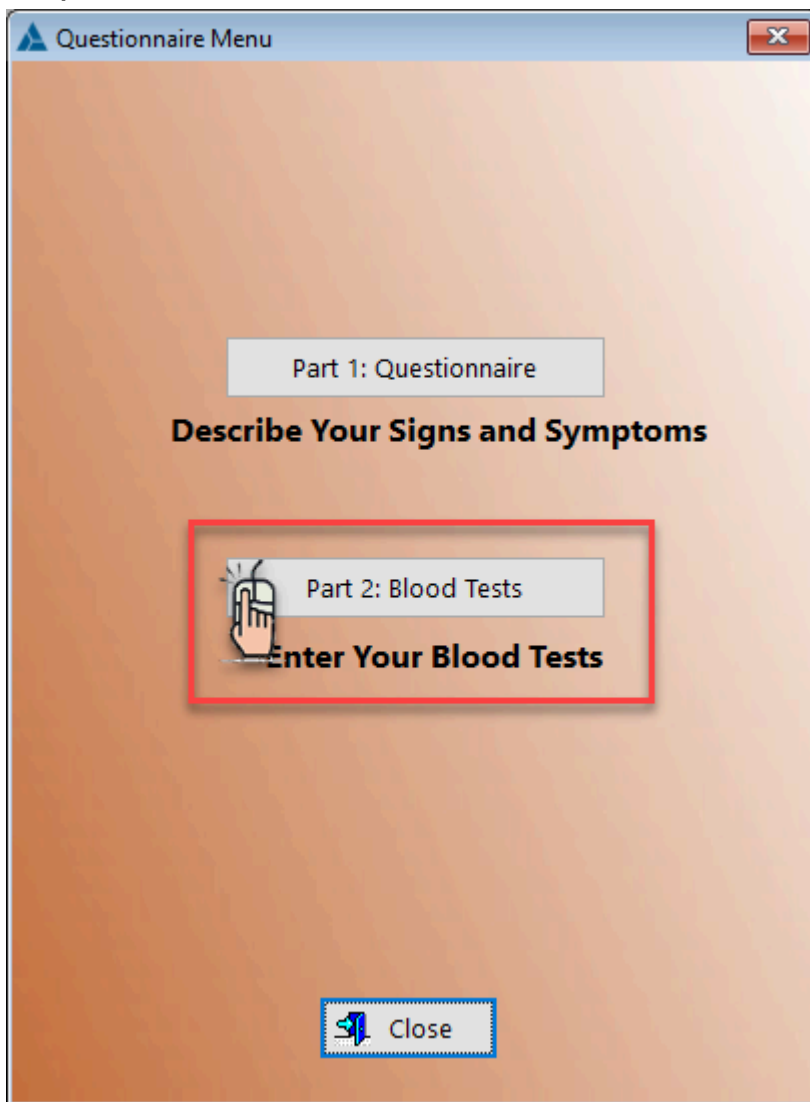 Questionnaire Menu
Part 1: Questionnaire
Describe Your Signs and Symptoms
Part 2: Blood Tests
Enter Your Blood Tests
Close